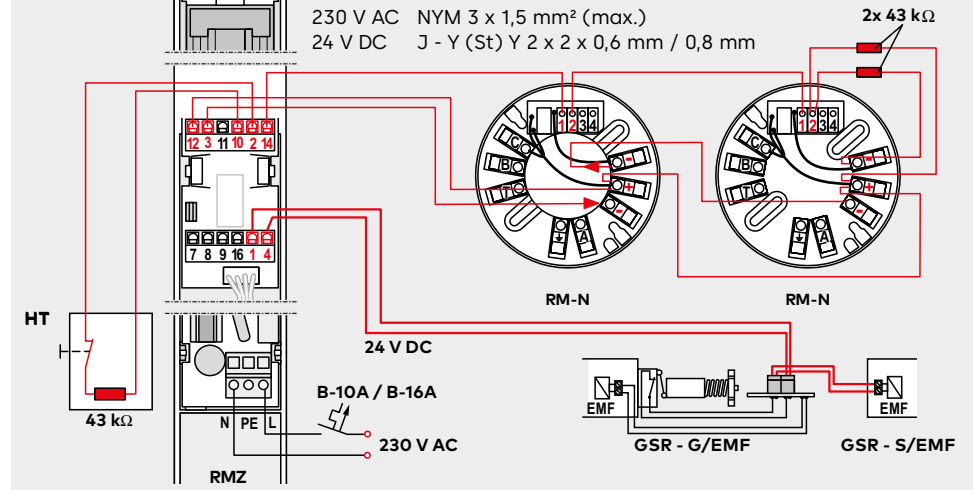 230 V AC NYM 3 x 1,5 mm² (max.)
24 V DC J - Y (St) Y 2 x 2 x 0,6 mm / 0,8 mm
2x 43 kΩ
12 3 11 10 2 14
1 2 3 4
C
B
T
-
+
-
A
1 2 3 4
C
B
T
-
+
-
A
7 8 9 16 1 4
RM-N
RM-N
HT
43 kΩ
24 V DC
B-10A / B-16A
N PE L
230 V AC
RMZ
EMF
GSR - G/EMF
EMF
GSR - S/EMF